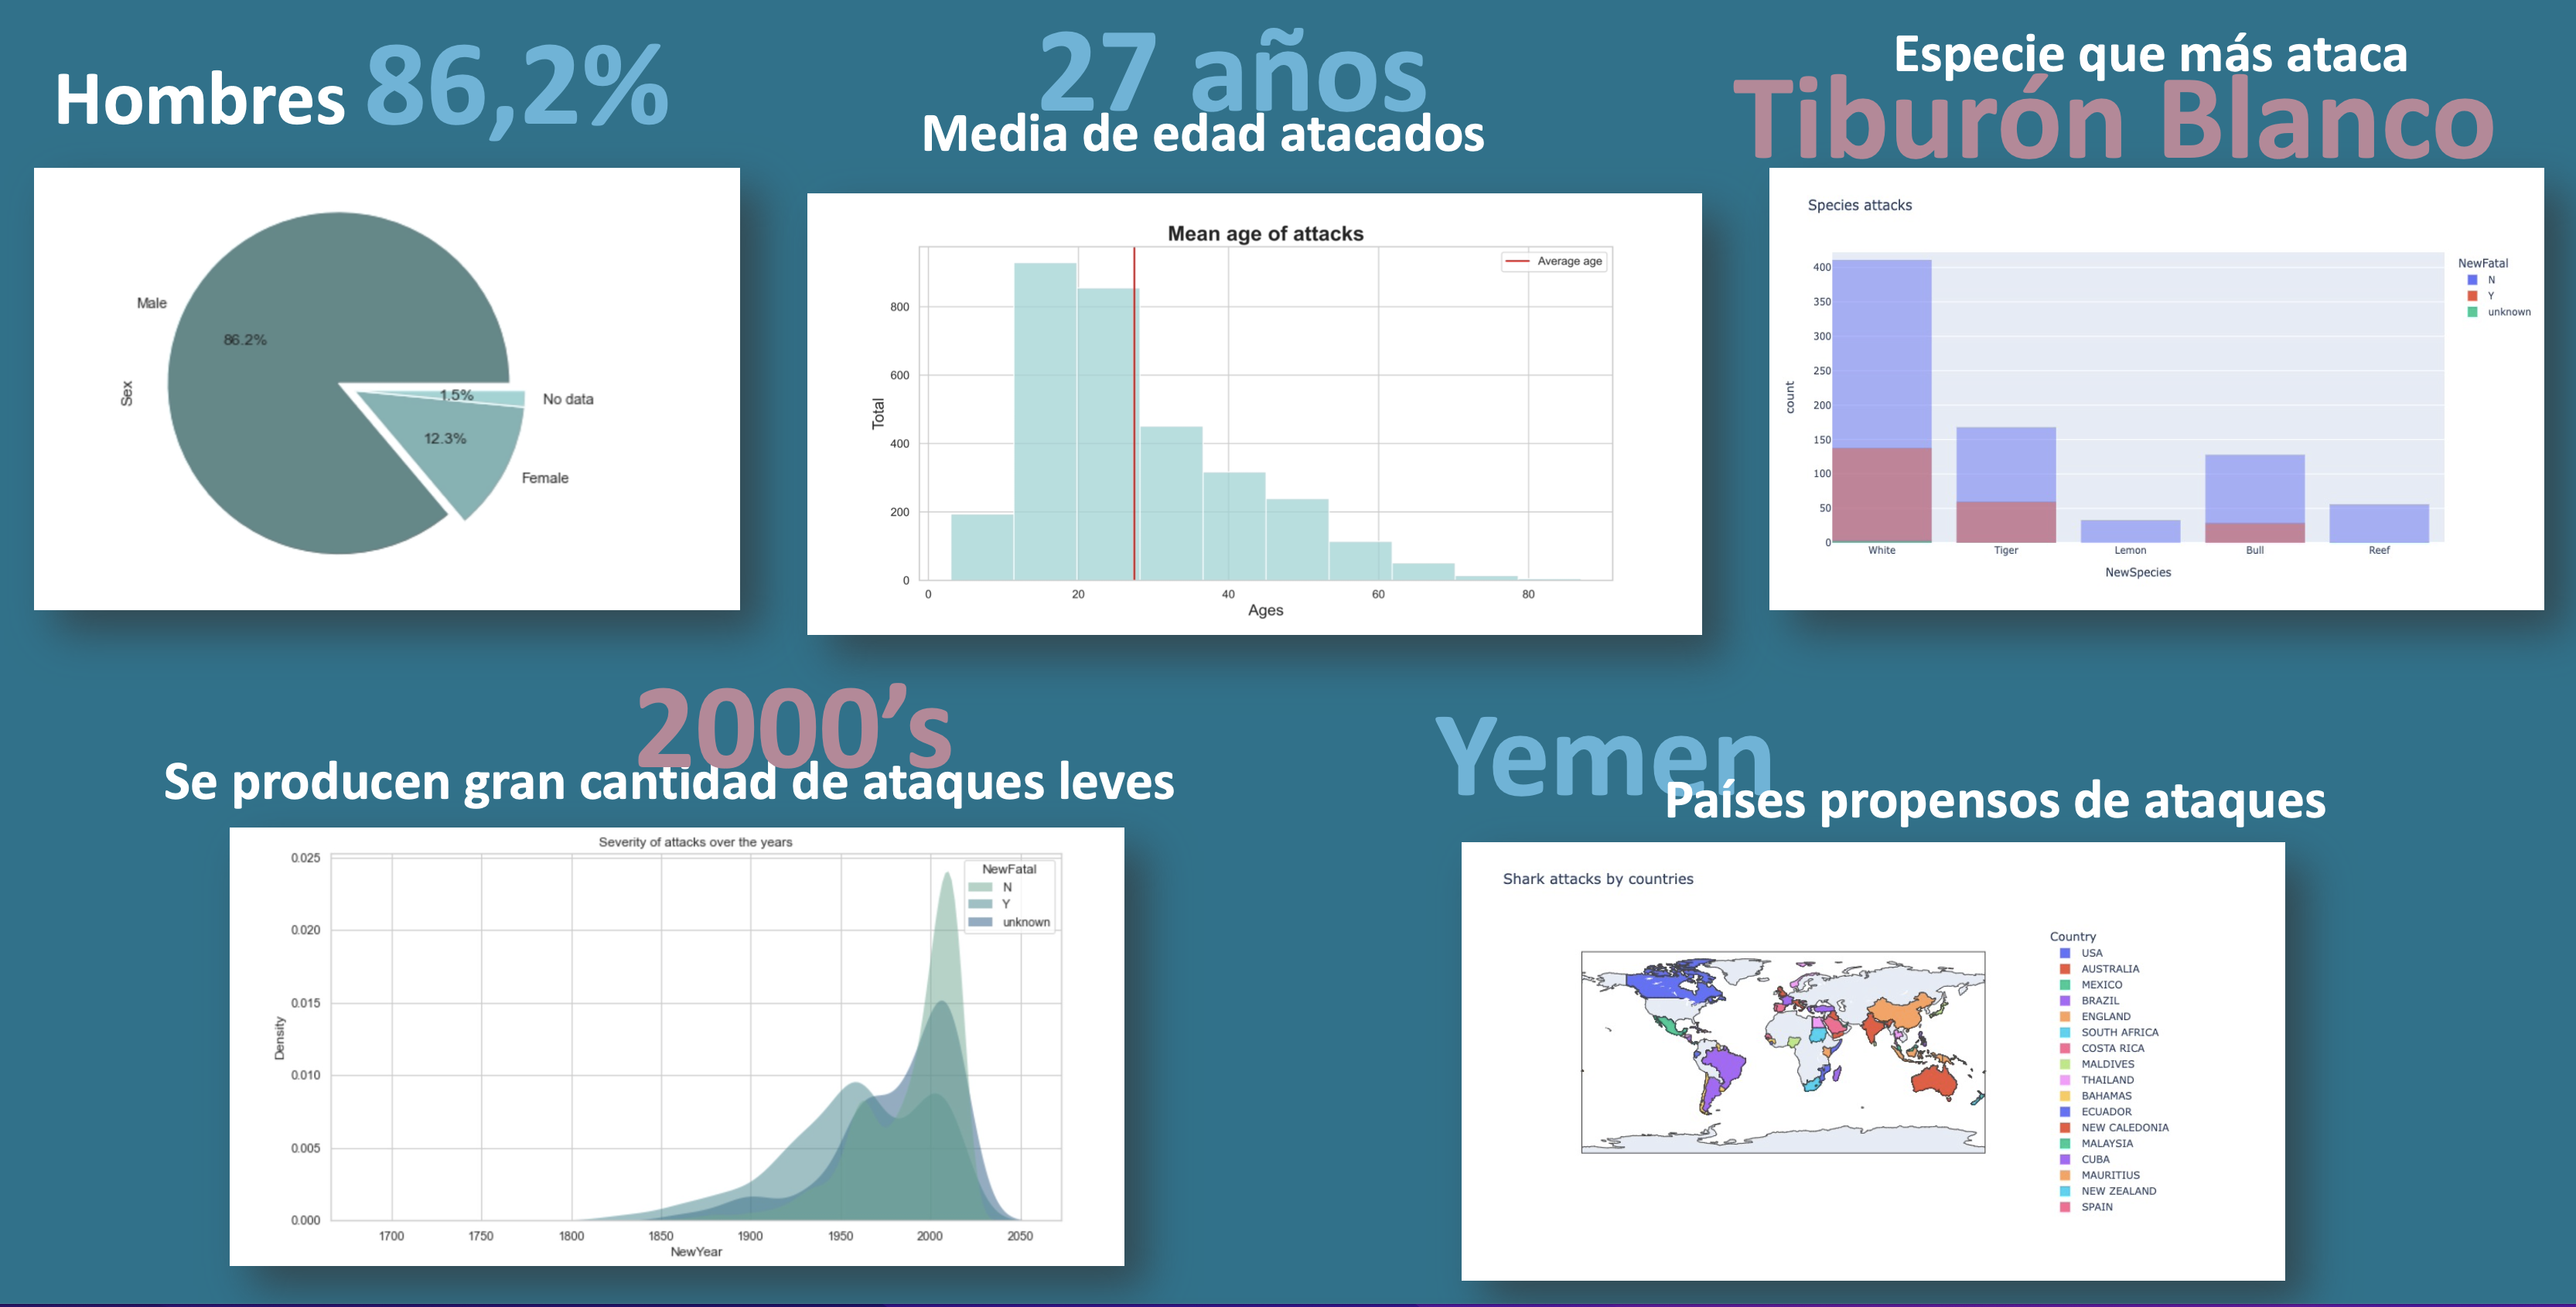 Hombres 86,2%
Male
86.2%
Sex
1.5%
No data
12.3%
Female
27 años
Media de edad atacados
Mean age of attacks
Average age
800
600
400
200
0
Total
0 20 40 60 80
Ages
Especie que más ataca
Tiburón Blanco
Species attacks
NewFatal
N
Y
unknown
400
350
300
250
200
150
100
50
0
count
White Tiger Lemon Bull Reef
NewSpecies
2000’s
Se producen gran cantidad de ataques leves
Severity of attacks over the years
NewFatal
N
Y
unknown
0.025
0.020
0.015
0.010
0.005
0.000
Density
1700 1750 1800 1850 1900 1950 2000 2050
NewYear
Yemen
Países propensos de ataques
Shark attacks by countries
Country
USA
AUSTRALIA
MEXICO
BRAZIL
ENGLAND
SOUTH AFRICA
COSTA RICA
MALDIVES
THAILAND
BAHAMAS
ECUADOR
NEW CALEDONIA
MALAYSIA
CUBA
MAURITIUS
NEW ZEALAND
SPAIN